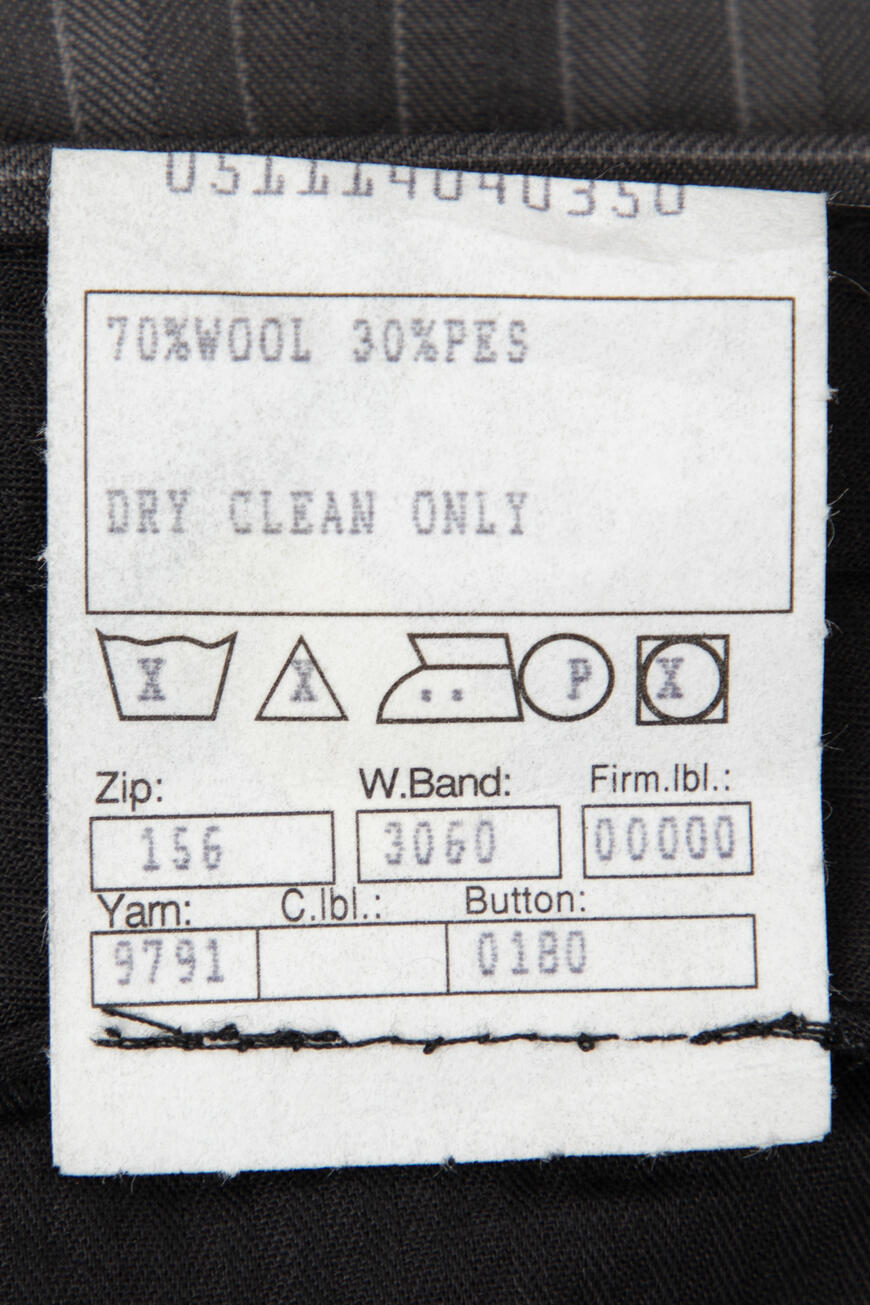 051114040350
70%WOOL 30%PES
DRY CLEAN ONLY
X X .. P X
Zip: W.Band: Firm.lbl.:
156 3060 00000
Yarn: C.lbl.: Button:
9791 0180